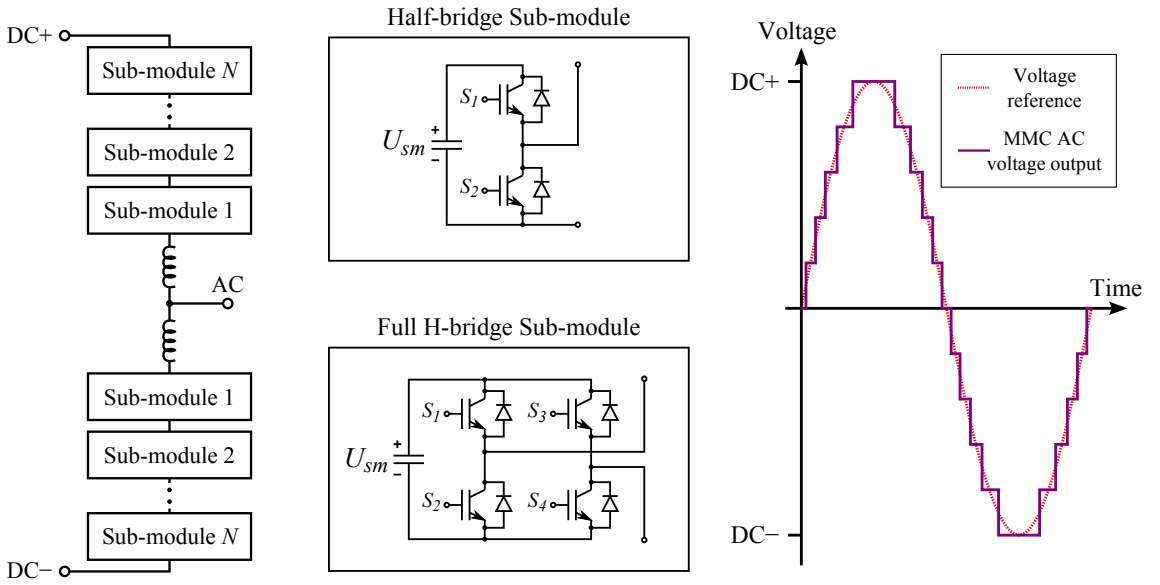 DC+
Sub-module N
Sub-module 2
Sub-module 1
AC
Sub-module 1
Sub-module 2
Sub-module N
DC−
Half-bridge Sub-module
S1
Usm
+
−
S2
Full H-bridge Sub-module
S1
S3
Usm
+
−
S2
S4
Voltage
DC+
DC−
Time
Voltage
reference
MMC AC
voltage output